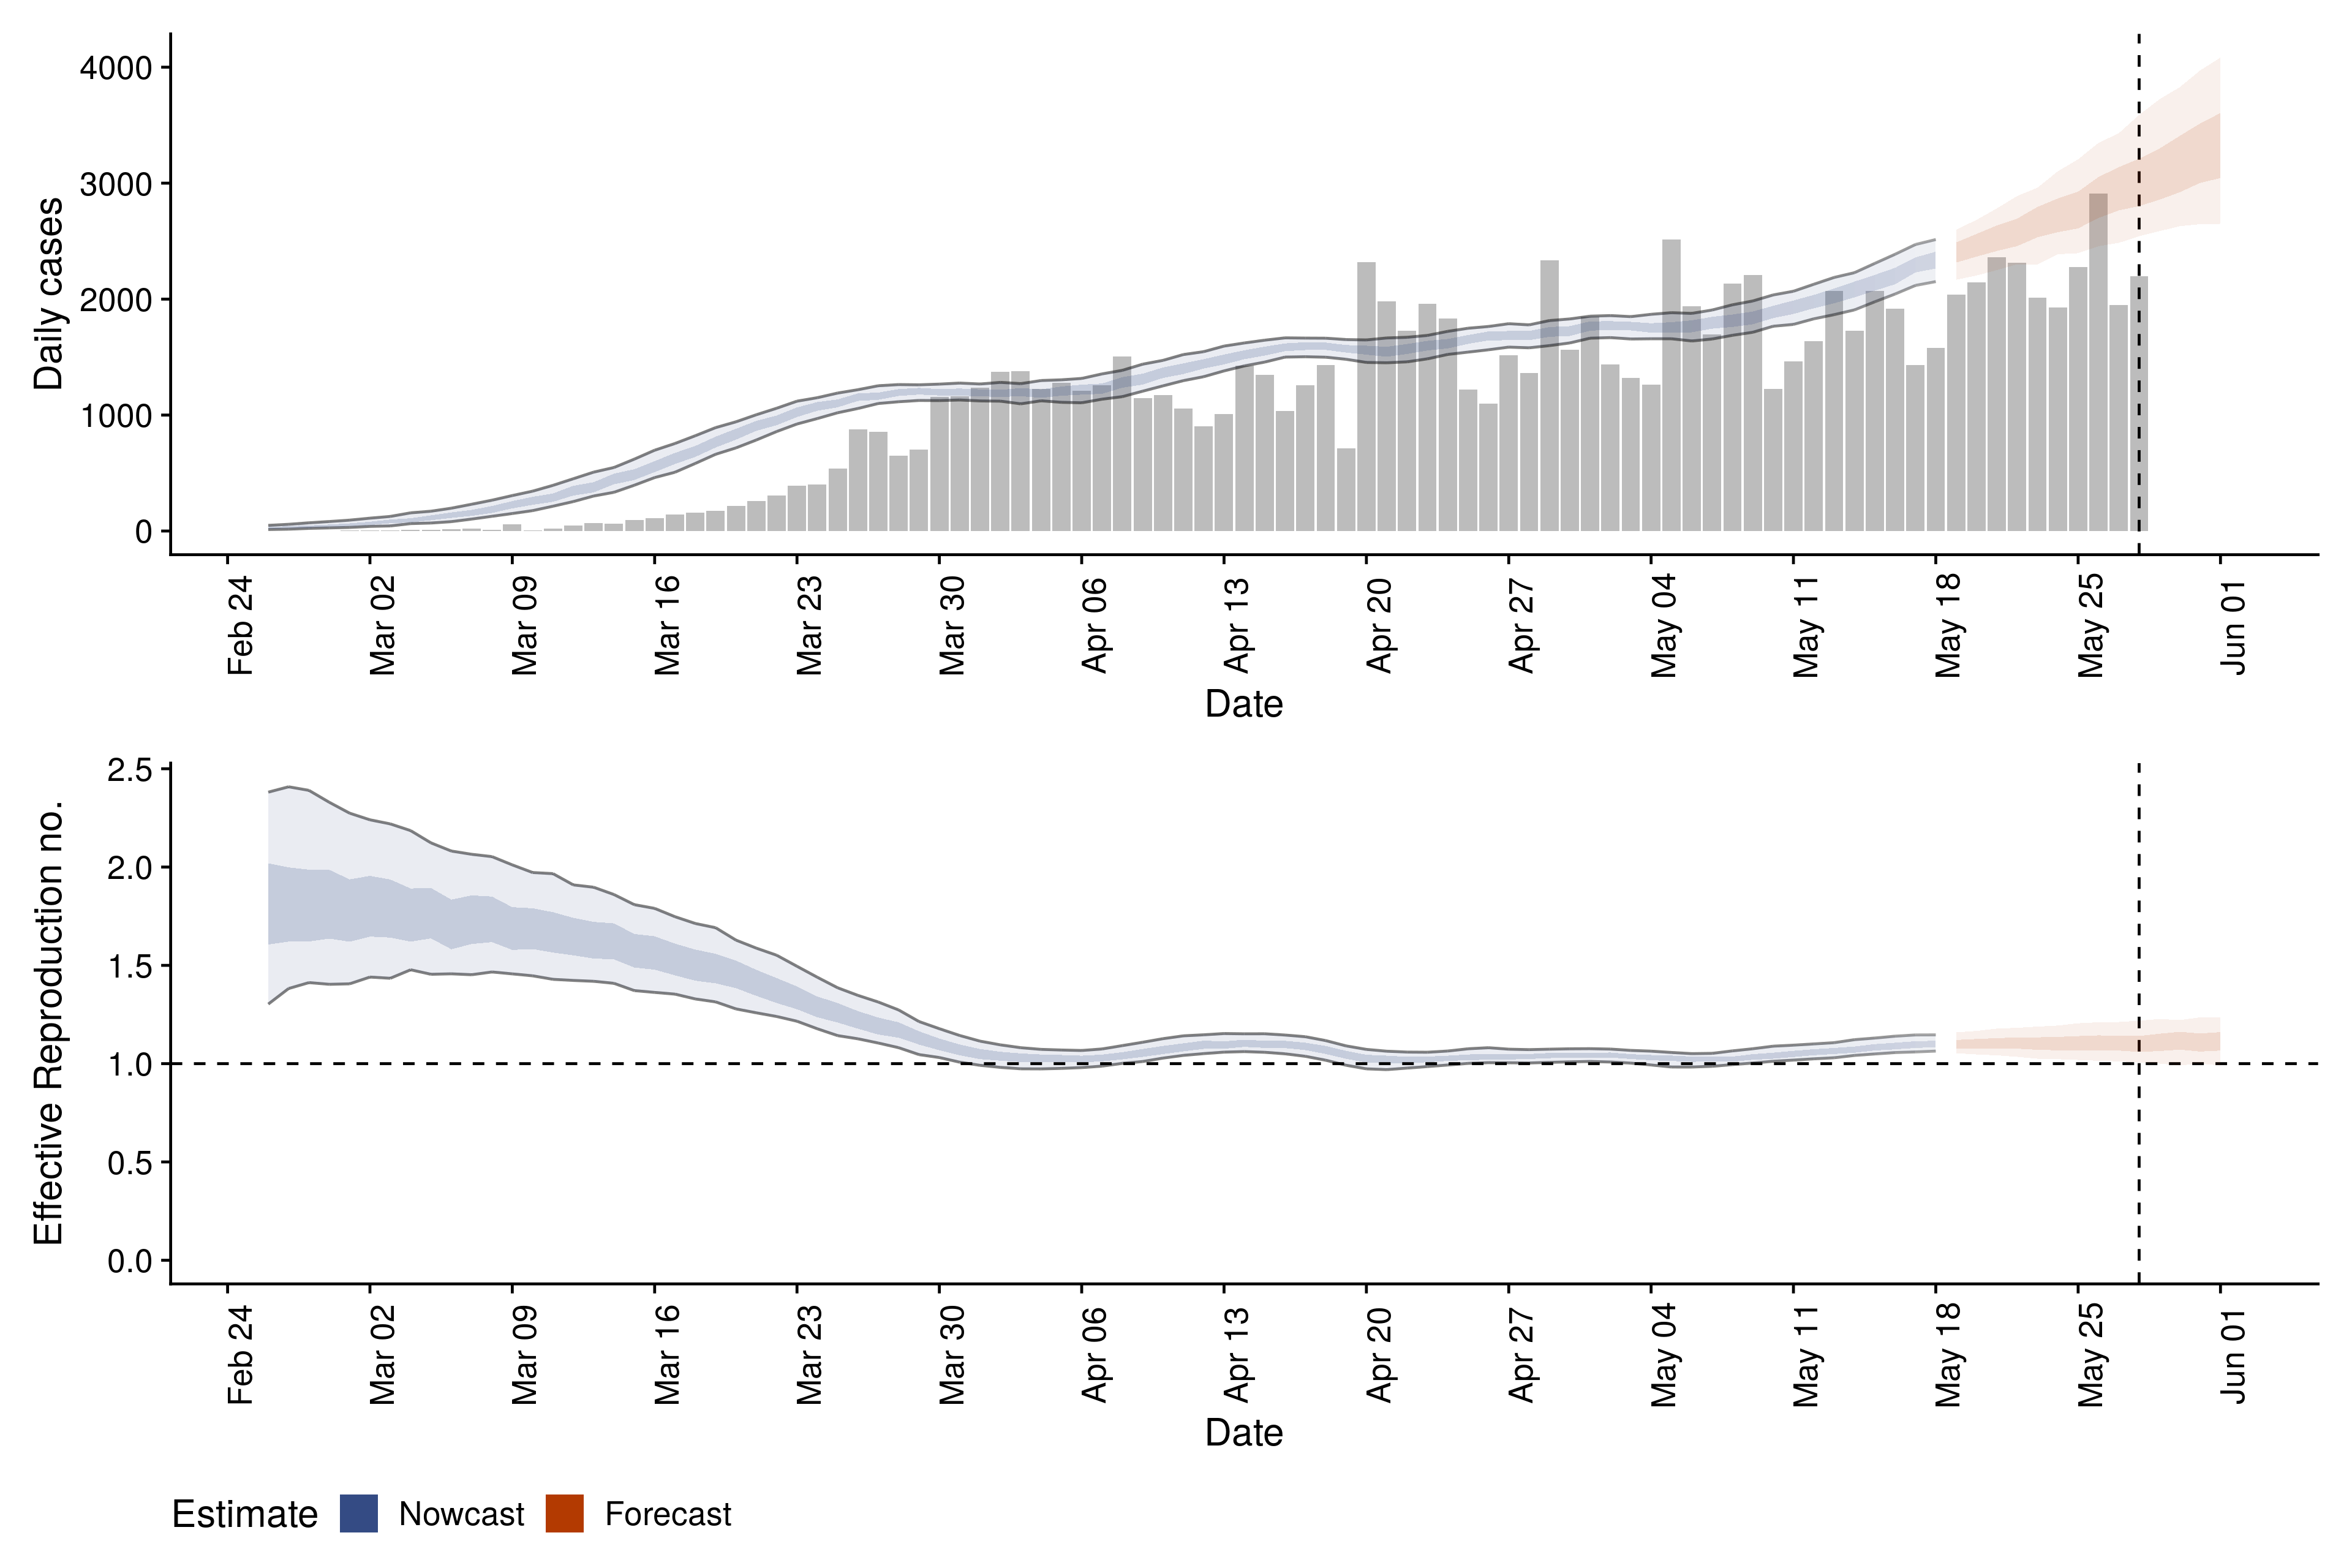 Daily cases
4000
3000
2000
1000
0
Feb 24
Mar 02
Mar 09
Mar 16
Mar 23
Mar 30
Apr 06
Apr 13
Apr 20
Apr 27
May 04
May 11
May 18
May 25
Jun 01
Date
Effective Reproduction no.
2.5
2.0
1.5
1.0
0.5
0.0
Feb 24
Mar 02
Mar 09
Mar 16
Mar 23
Mar 30
Apr 06
Apr 13
Apr 20
Apr 27
May 04
May 11
May 18
May 25
Jun 01
Date
Estimate Nowcast Forecast